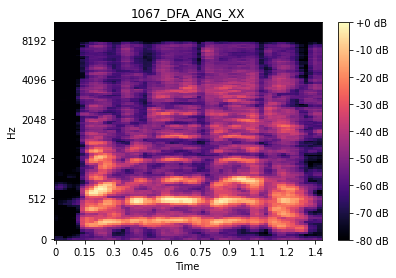 1067_DFA_ANG_XX
+0 dB
8192
-10 dB
4096
-20 dB
-30 dB
2048
Hz
-40 dB
1024
-50 dB
512
-60 dB
-70 dB
0
-80 dB
0 0.15 0.3 0.45 0.6 0.75 0.9 1.1 1.2 1.4
Time